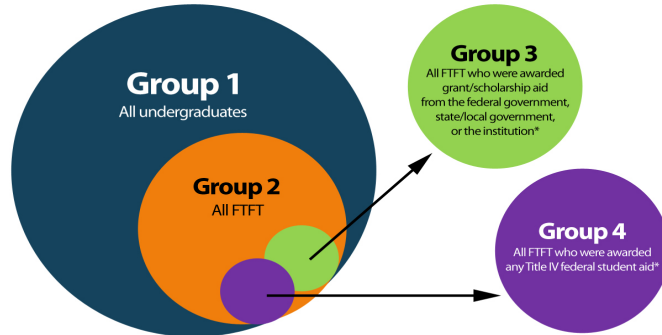 Group 1
All undergraduates
Group 2
All FTFT
Group 3
All FTFT who were awarded
grant/scholarship aid
from the federal government,
state/local government,
or the institution*
Group 4
All FTFT who were awarded
any Title IV federal student aid*